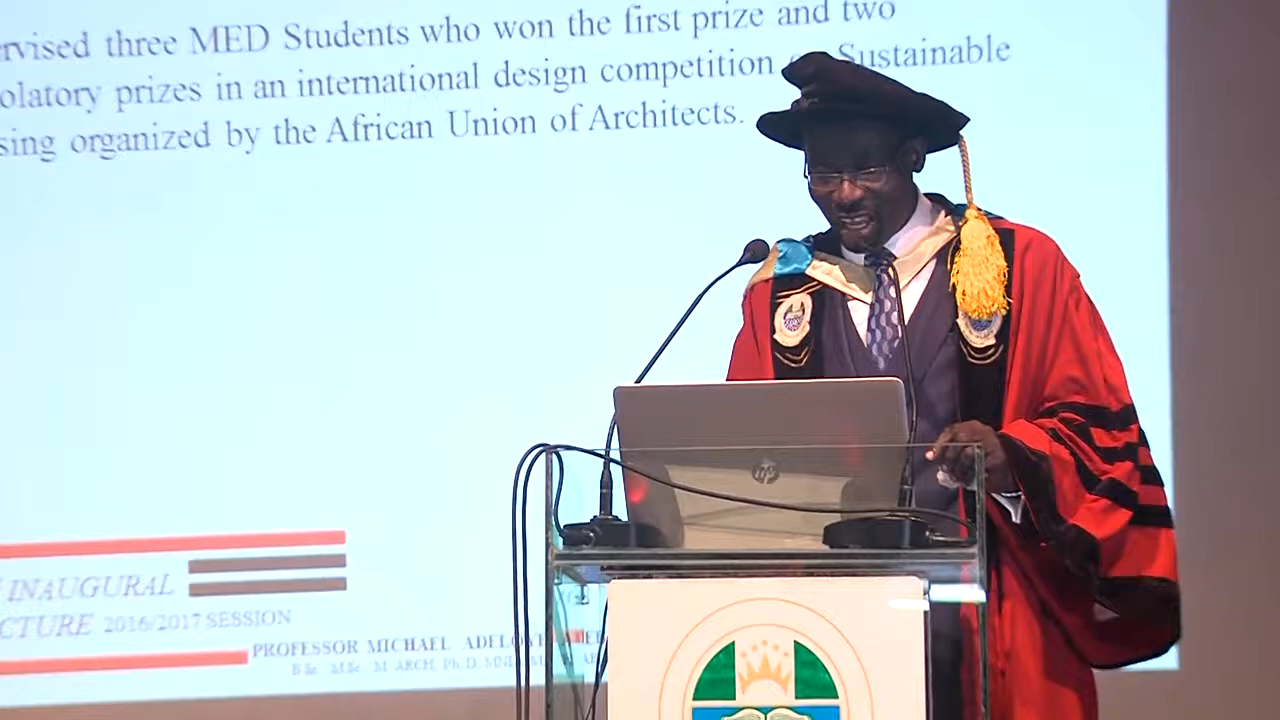 rvised three MED Students who won the first prize and two
olatory prizes in an international design competition Sustainable
sing organized by the African Union of Architects.
INAUGURAL
CTURE 2016/2017 SESSION
PROFESSOR MICHAEL
hp